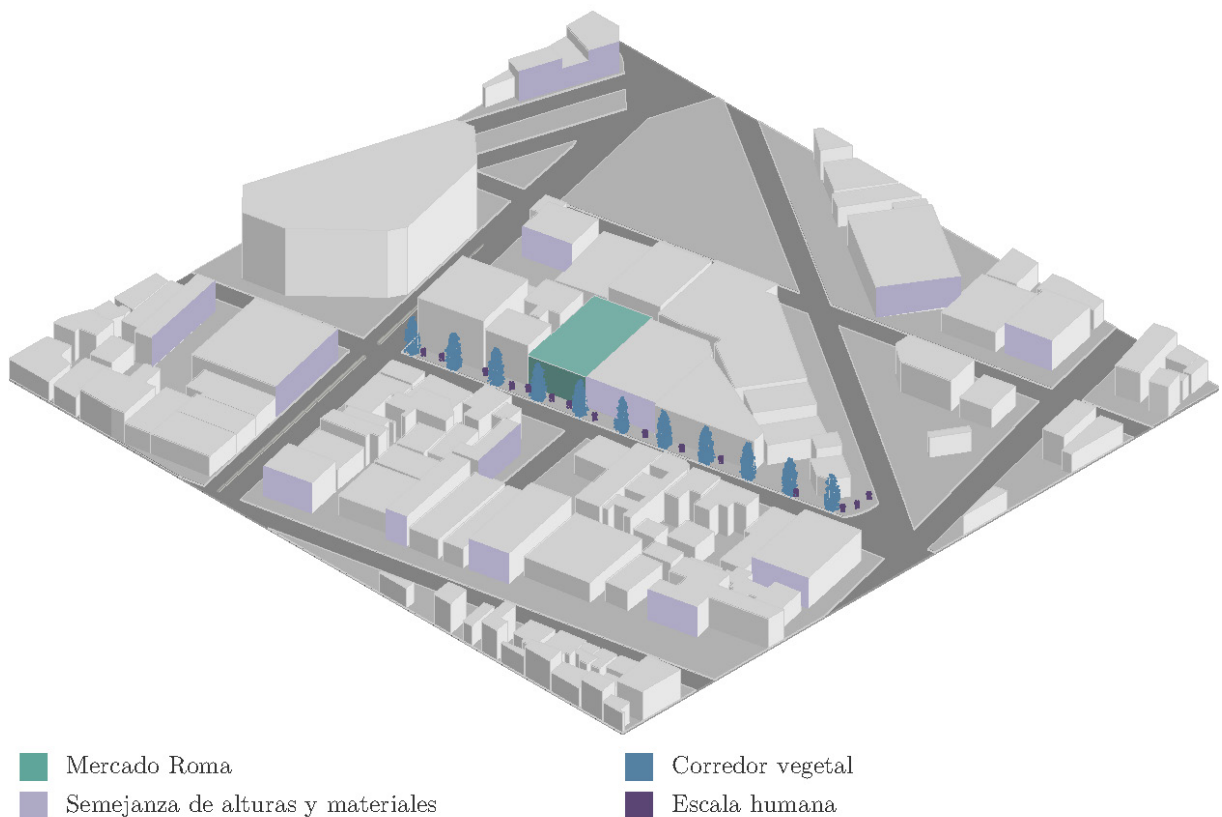 Mercado Roma
Semejanza de alturas y materiales
Corredor vegetal
Escala humana